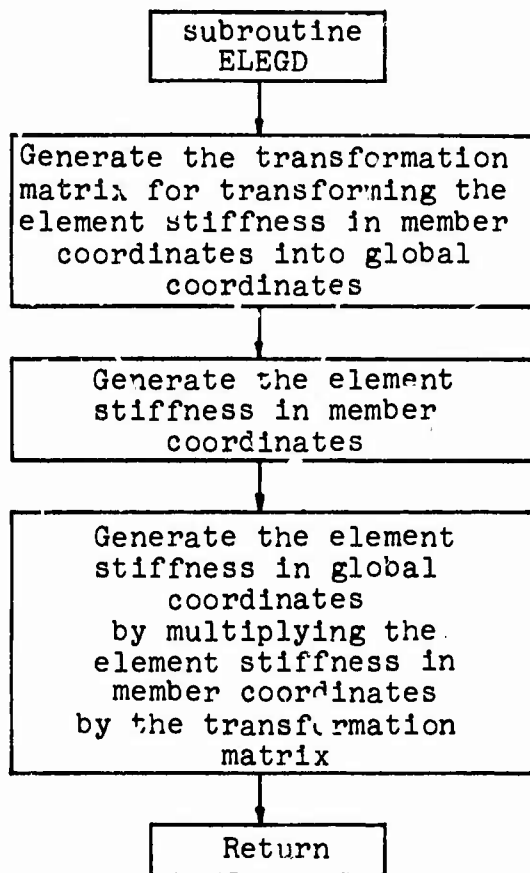 subroutine
ELEGD
Generate the transformation
matrix for transforming the
element stiffness in member
coordinates into global
coordinates
Generate the element
stiffness in member
coordinates
Generate the element
stiffness in global
coordinates
by multiplying the
element stiffness in
member coordinates
by the transformation
matrix
Return